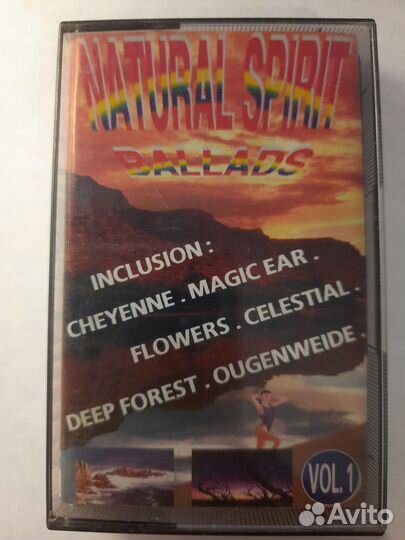 NATURAL SPIRIT
BALLADS
INCLUSION :
CHEYENNE . MAGIC EAR .
FLOWERS . CELESTIAL .
DEEP FOREST . OUGENWEIDE .
VOL. 1
Avito